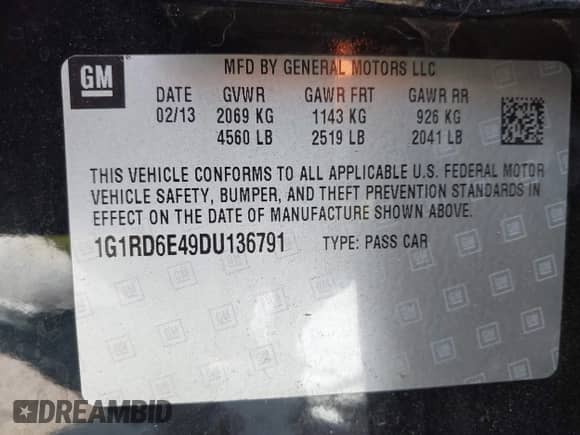 GM
MFD BY GENERAL MOTORS LLC
DATE GVWR GAWR FRT GAWR RR
02/13 2069 KG 1143 KG 926 KG
4560 LB 2519 LB 2041 LB
THIS VEHICLE CONFORMS TO ALL APPLICABLE U.S. FEDERAL MOTOR
VEHICLE SAFETY, BUMPER, AND THEFT PREVENTION STANDARDS IN
EFFECT ON THE DATE OF MANUFACTURE SHOWN ABOVE.
1G1RD6E49DU136791 TYPE: PASS CAR
DREAMBID